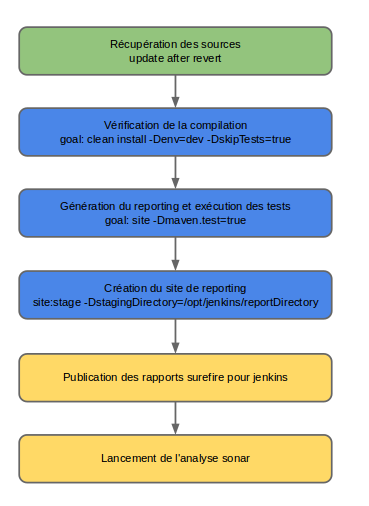 Récupération des sources
update after revert
Vérification de la compilation
goal: clean install -Denv=dev -DskipTests=true
Génération du reporting et exécution des tests
goal: site -Dmaven.test=true
Création du site de reporting
site:stage -DstagingDirectory=/opt/jenkins/reportDirectory
Publication des rapports surefire pour jenkins
Lancement de l'analyse sonar